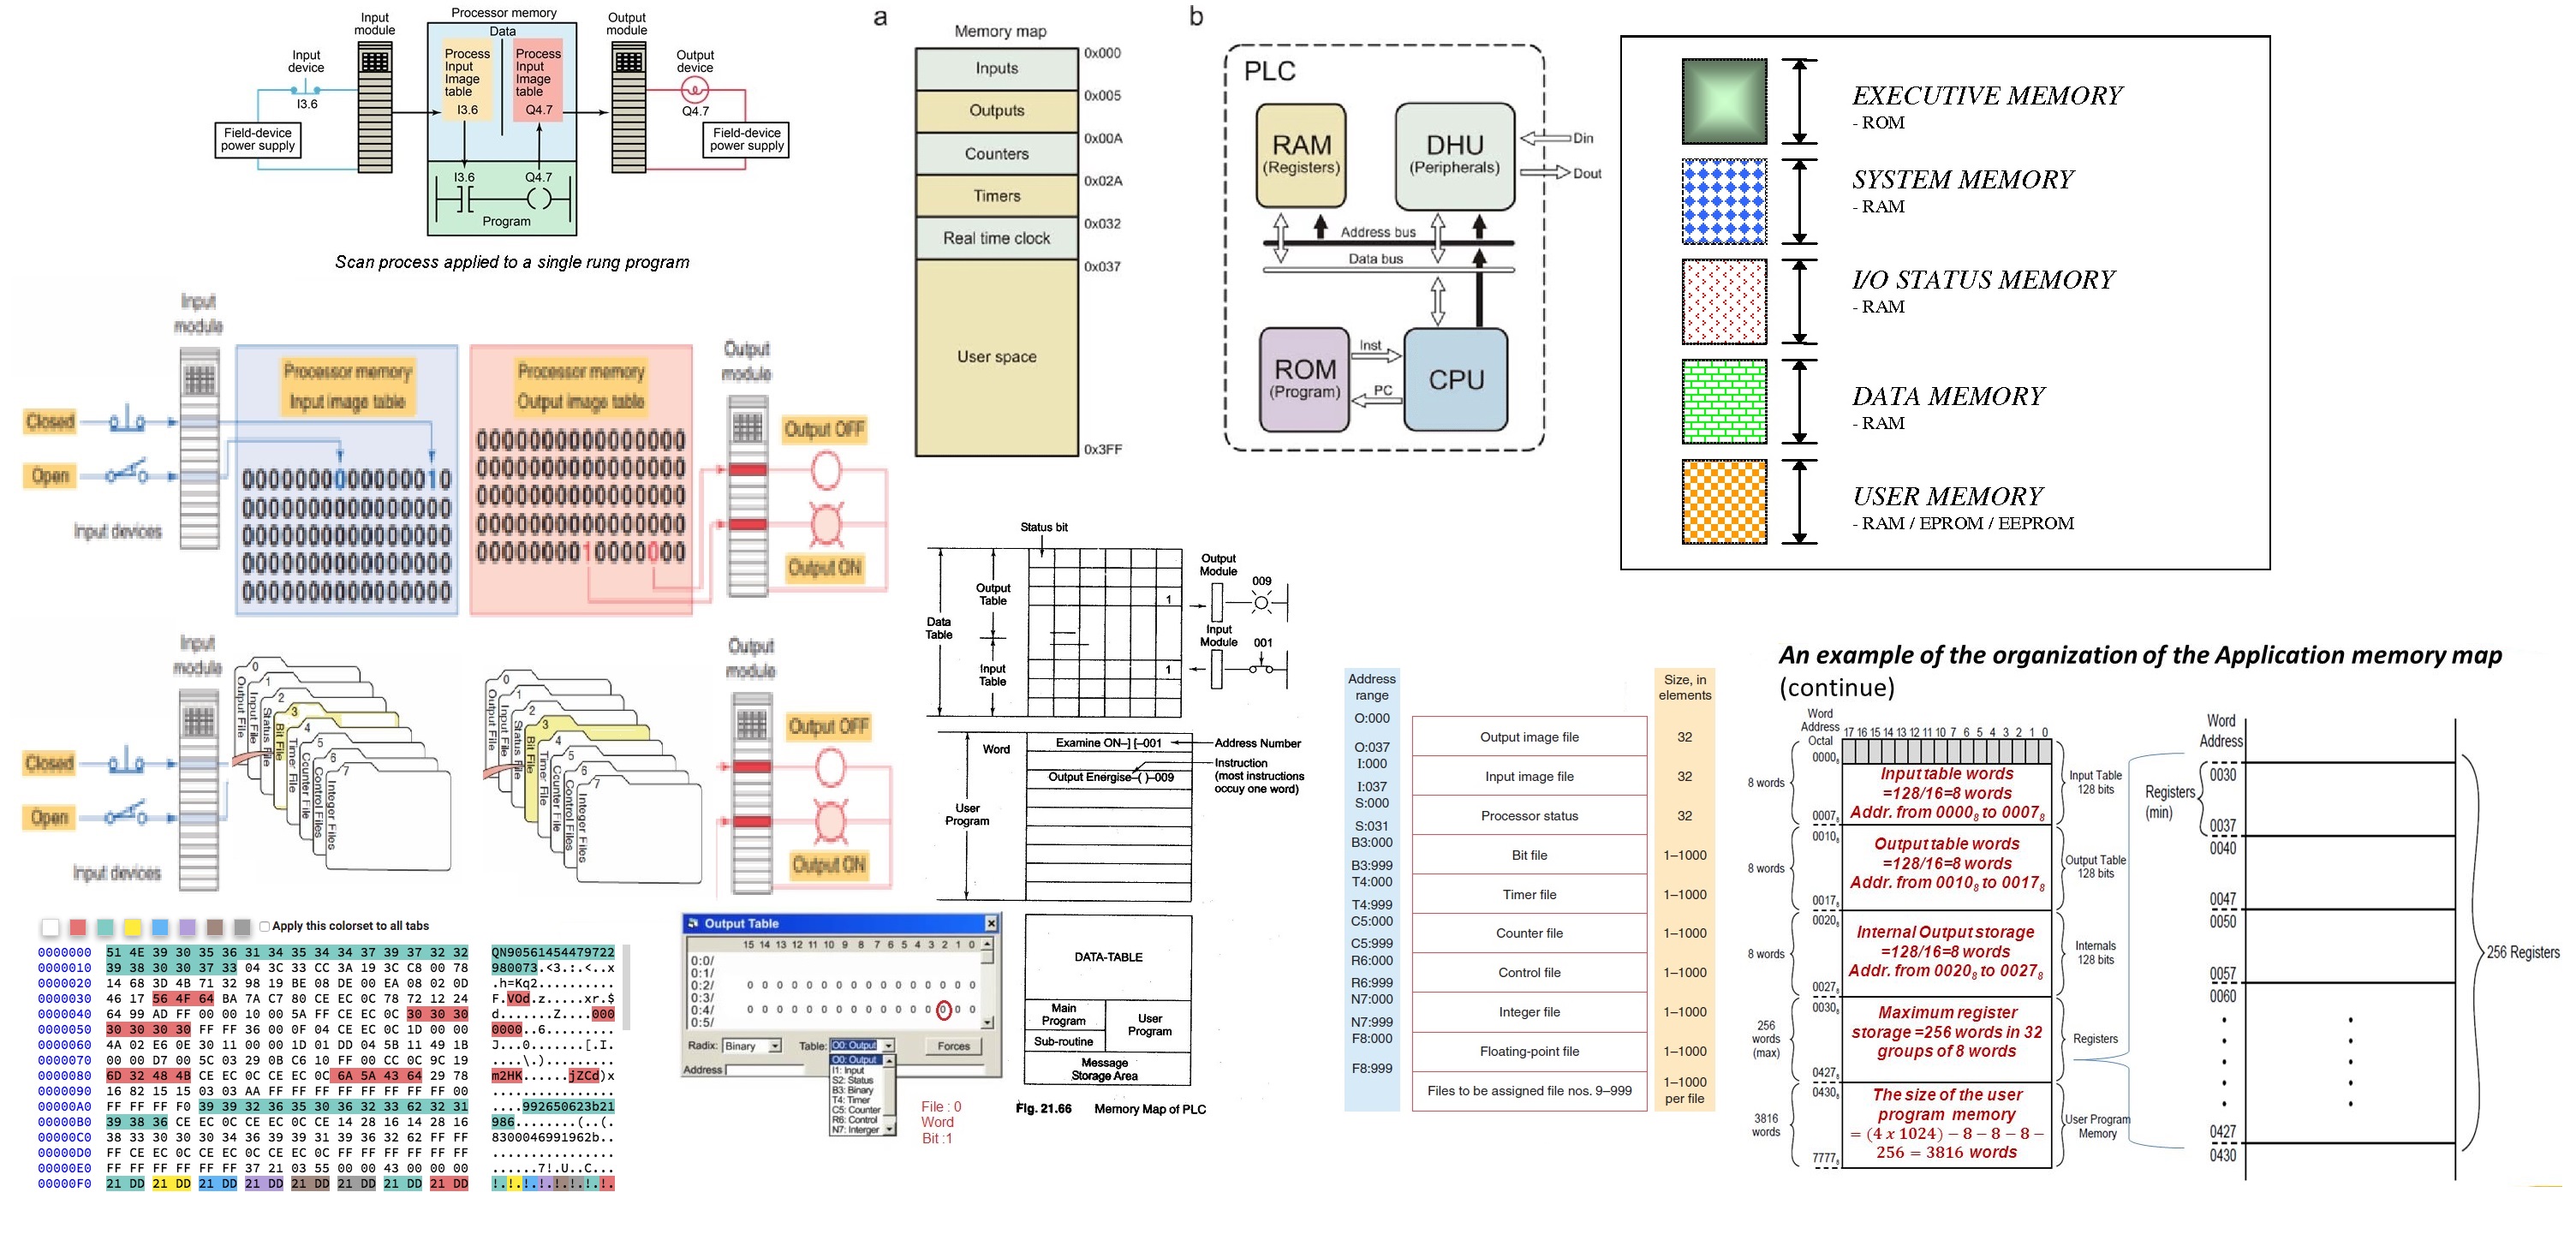 Processor memory
Data
Input
module
Output
module
Input
device
Output
device
Process
Input
Image
table
I3.6
Process
Input
Image
table
Q4.7
I3.6
Q4.7
Field-device
power supply
Field-device
power supply
I3.6
Q4.7
Program
Scan process applied to a single rung program
a
Memory map
Inputs
Outputs
Counters
Timers
Real time clock
User space
0x000
0x005
0x00A
0x02A
0x032
0x037
0x3FF
b
PLC
RAM
(Registers)
DHU
(Peripherals)
Din
Dout
Address bus
Data bus
ROM
(Program)
Inst
PC
CPU
EXECUTIVE MEMORY
- ROM
SYSTEM MEMORY
- RAM
I/O STATUS MEMORY
- RAM
DATA MEMORY
- RAM
USER MEMORY
- RAM / EPROM / EEPROM
Input
module
Processor memory
Input image table
Processor memory
Output image table
Output
module
Closed
Open
Input devices
0000000000000010
0000000000000000
0000000000000000
0000000000000000
0000000000000000
0000000000000000
0000000000000000
0000000000000000
0000000000000000
0000000010000000
Output OFF
Output ON
Input
module
Closed
Open
Input devices
0
1
2
3
4
5
6
7
Output File
Input File
Status File
Bit File
Timer File
Counter File
Control Files
Integer Files
0
1
2
3
4
5
6
7
Output File
Input File
Status File
Bit File
Timer File
Counter File
Control Files
Integer Files
Output
module
Output OFF
Output ON
Status bit
Data
Table
Output
Table
Input
Table
1
1
Output
Module
009
Input
Module
001
Word
User
Program
Examine ON–] [–001
Output Energise–( )–009
Address Number
Instruction
(most instructions
occuy one word)
DATA-TABLE
Main
Program
Sub-routine
User
Program
Message
Storage Area
Fig. 21.66 Memory Map of PLC
Apply this colorset to all tabs
0000000 51 4E 39 30 35 36 31 34 35 34 34 37 39 37 32 32 QN90561454479722
0000010 39 38 30 30 37 33 04 3C 33 CC 3A 19 3C C8 00 78 980073.<3.:.<..x
0000020 14 68 3D 4B 71 32 98 19 BE 08 DE 00 EA 08 02 0D .h=Kq2..........
0000030 46 17 56 4F 64 BA 7A C7 80 CE EC 0C 78 72 12 24 F.VOd.z.....xr.$
0000040 64 99 AD FF 00 00 10 00 5A FF CE EC 0C 30 30 30 d.......Z....000
0000050 30 30 30 30 FF FF 36 00 0F 04 CE EC 0C 1D 00 00 0000..6.........
0000060 4A 02 E6 0E 30 11 00 00 1D 01 DD 04 5B 11 49 1B J...0.......[.I.
0000070 00 00 D7 00 5C 03 29 0B C6 10 FF 00 CC 0C 9C 19 ....\.).........
0000080 6D 32 48 4B CE EC 0C CE EC 0C 6A 5A 43 64 29 78 m2HK......jZCd)x
0000090 16 82 15 15 03 03 AA FF FF FF FF FF FF FF FF 00 ................
00000A0 FF FF FF F0 39 39 32 36 35 30 36 32 33 62 32 31 ....992650623b21
00000B0 39 38 36 CE EC 0C CE EC 0C CE 14 28 16 14 28 16 986........(..(.
00000C0 38 33 30 30 30 34 36 39 39 31 39 36 32 62 FF FF 8300046991962b..
00000D0 FF CE EC 0C CE EC 0C CE EC 0C FF FF FF FF FF FF ................
00000E0 FF FF FF FF FF FF 37 21 03 55 00 00 43 00 00 00 ......7!.U..C...
00000F0 21 DD 21 DD 21 DD 21 DD 21 DD 21 DD 21 DD 21 DD !.!.!.!.!.!.!.!.
Output Table
15 14 13 12 11 10 9 8 7 6 5 4 3 2 1 0
0:0/
0:1/
0:2/ 0 0 0 0 0 0 0 0 0 0 0 0 0 0 0 0
0:3/
0:4/ 0 0 0 0 0 0 0 0 0 0 0 0 0 0 0 0
0:5/
Radix: Binary
Table: O0: Output
Forces
Address
O0: Output
I1: Input
S2: Status
B3: Binary
T4: Timer
C5: Counter
R6: Control
N7: Interger
File : 0
Word
Bit :1
Address
range
Size, in
elements
O:000
O:037
Output image file
32
I:000
I:037
Input image file
32
S:000
S:031
Processor status
32
B3:000
B3:999
Bit file
1–1000
T4:000
T4:999
Timer file
1–1000
C5:000
C5:999
Counter file
1–1000
R6:000
R6:999
Control file
1–1000
N7:000
N7:999
Integer file
1–1000
F8:000
F8:999
Floating-point file
1–1000
Files to be assigned file nos. 9–999
1–1000
per file
An example of the organization of the Application memory map
(continue)
Word
Address
Octal
17 16 15 14 13 12 11 10 7 6 5 4 3 2 1 0
0000₈
8 words
Input table words
=128/16=8 words
Addr. from 0000₈ to 0007₈
0007₈
Input Table
128 bits
0010₈
8 words
Output table words
=128/16=8 words
Addr. from 0010₈ to 0017₈
0017₈
Output Table
128 bits
0020₈
8 words
Internal Output storage
=128/16=8 words
Addr. from 0020₈ to 0027₈
0027₈
Internals
128 bits
0030₈
256
words
(max)
Maximum register
storage =256 words in 32
groups of 8 words
0427₈
Registers
0430₈
3816
words
The size of the user
program memory
= (4 x 1024) − 8 − 8 − 8 −
256 = 3816 words
7777₈
User Program
Memory
Word
Address
Registers
(min)
0030
0037
0040
0047
0050
0057
0060
0427
0430
256 Registers